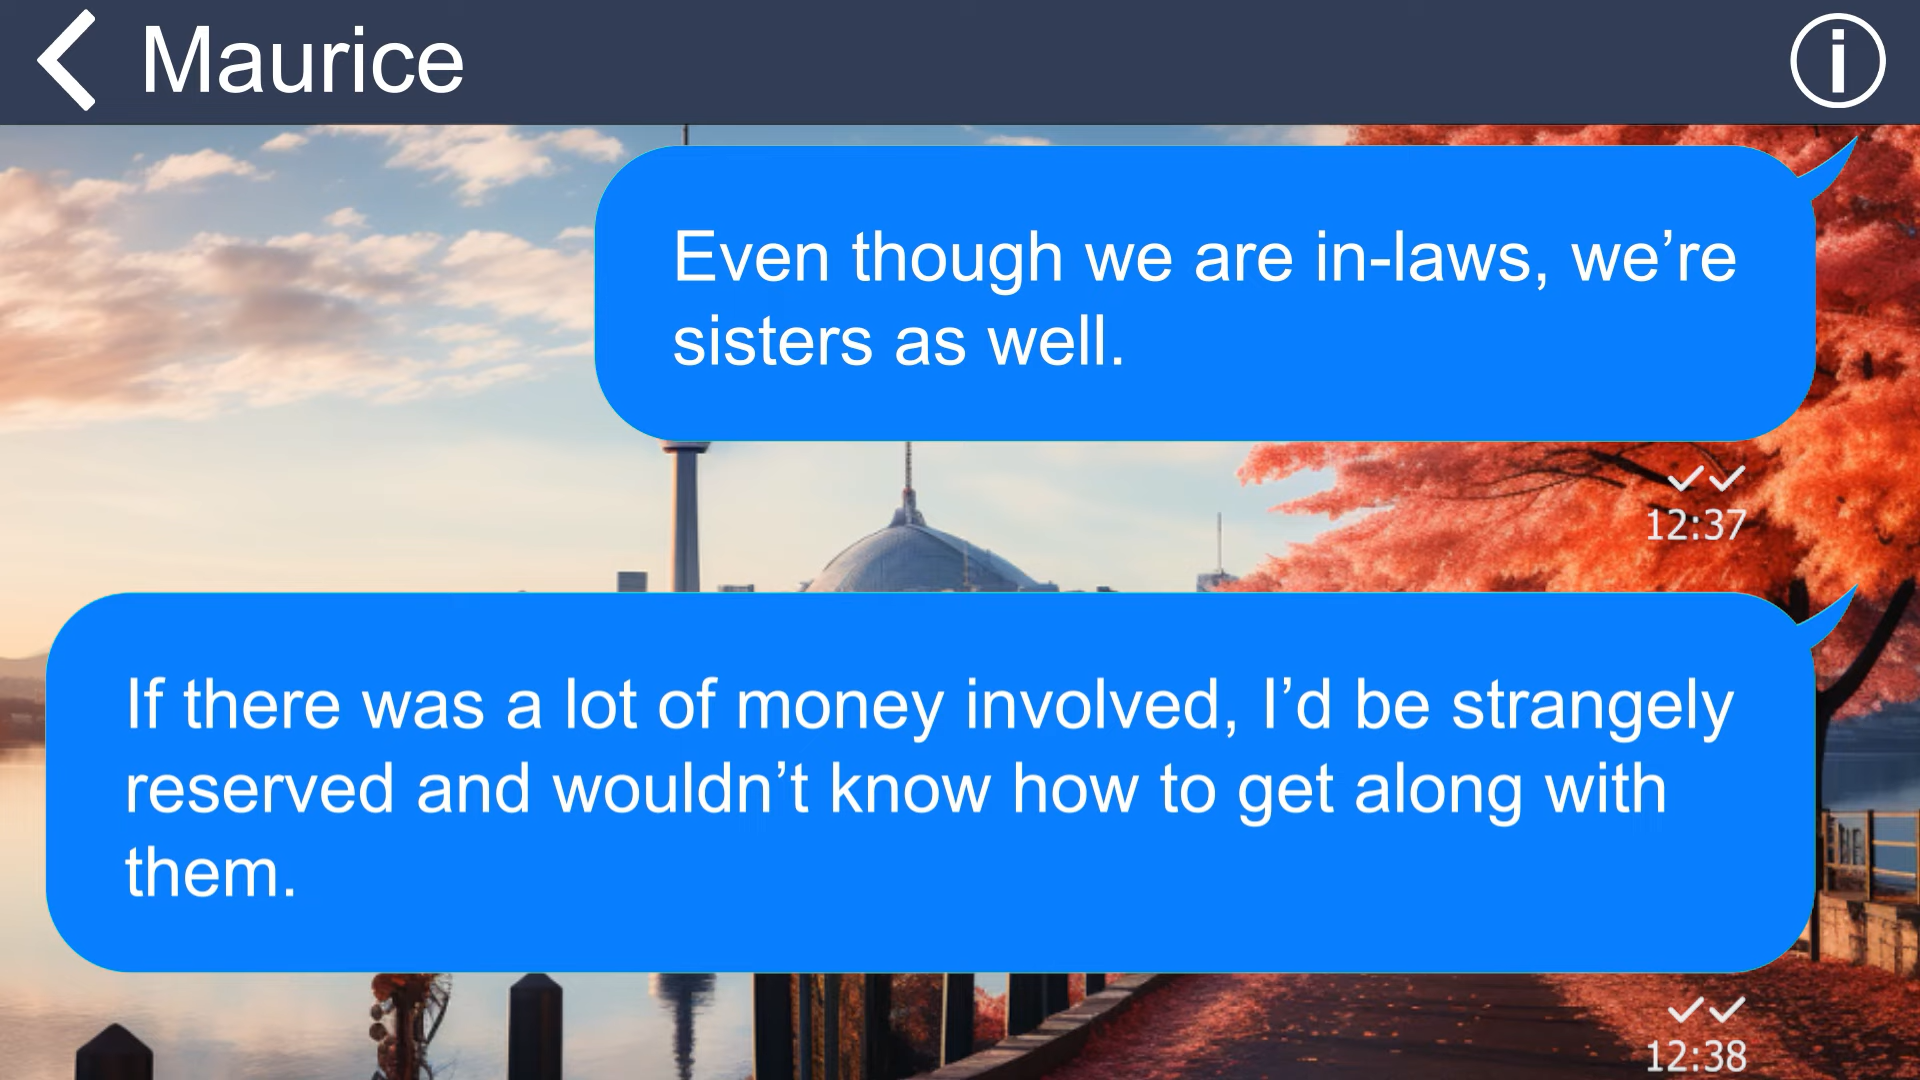 Maurice
Even though we are in-laws, we’re
sisters as well.
12:37
If there was a lot of money involved, I’d be strangely
reserved and wouldn’t know how to get along with
them.
12:38